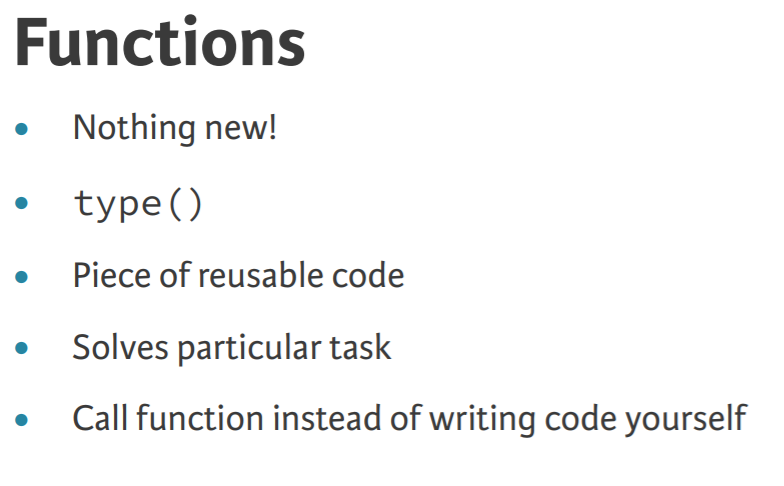 Functions
• Nothing new!
• type()
• Piece of reusable code
• Solves particular task
• Call function instead of writing code yourself